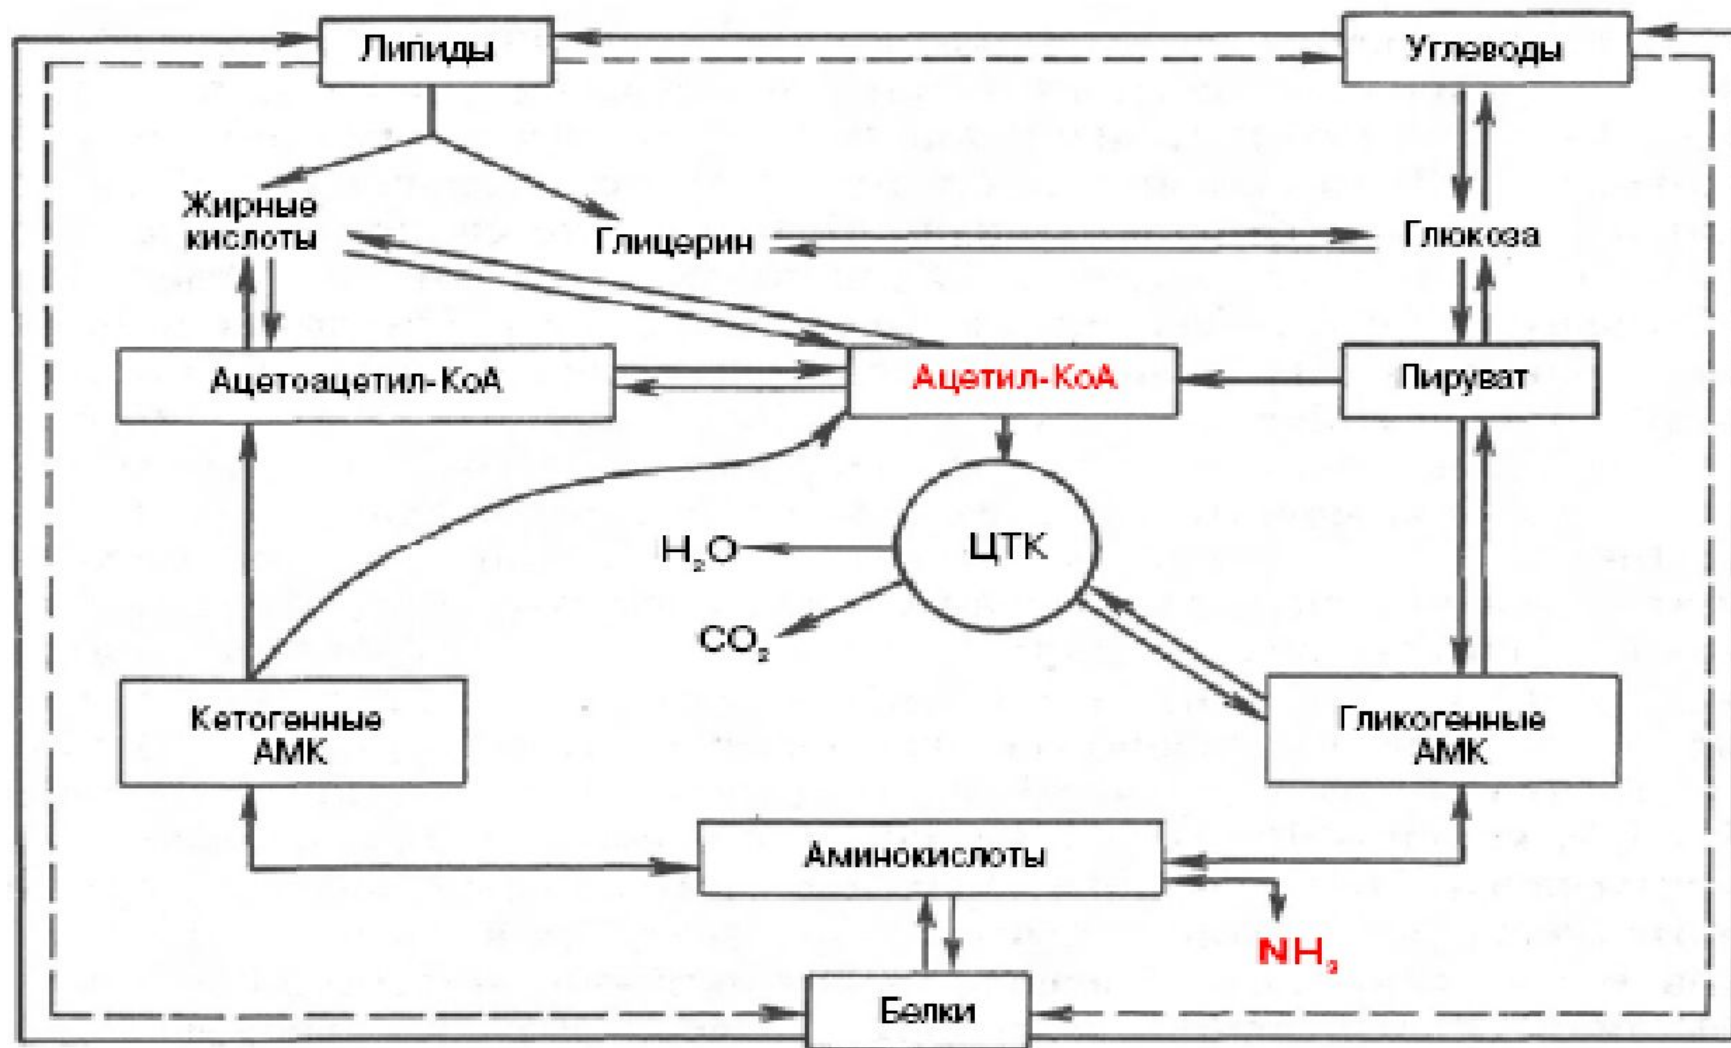 Липиды
Углеводы
Жирные
кислоты
Глицерин
Глюкоза
Ацетоацетил-КоА
Ацетил-КоА
Пируват
H₂O
ЦТК
CO₂
Кетогенные
АМК
Гликогенные
АМК
Аминокислоты
NH₃
Белки